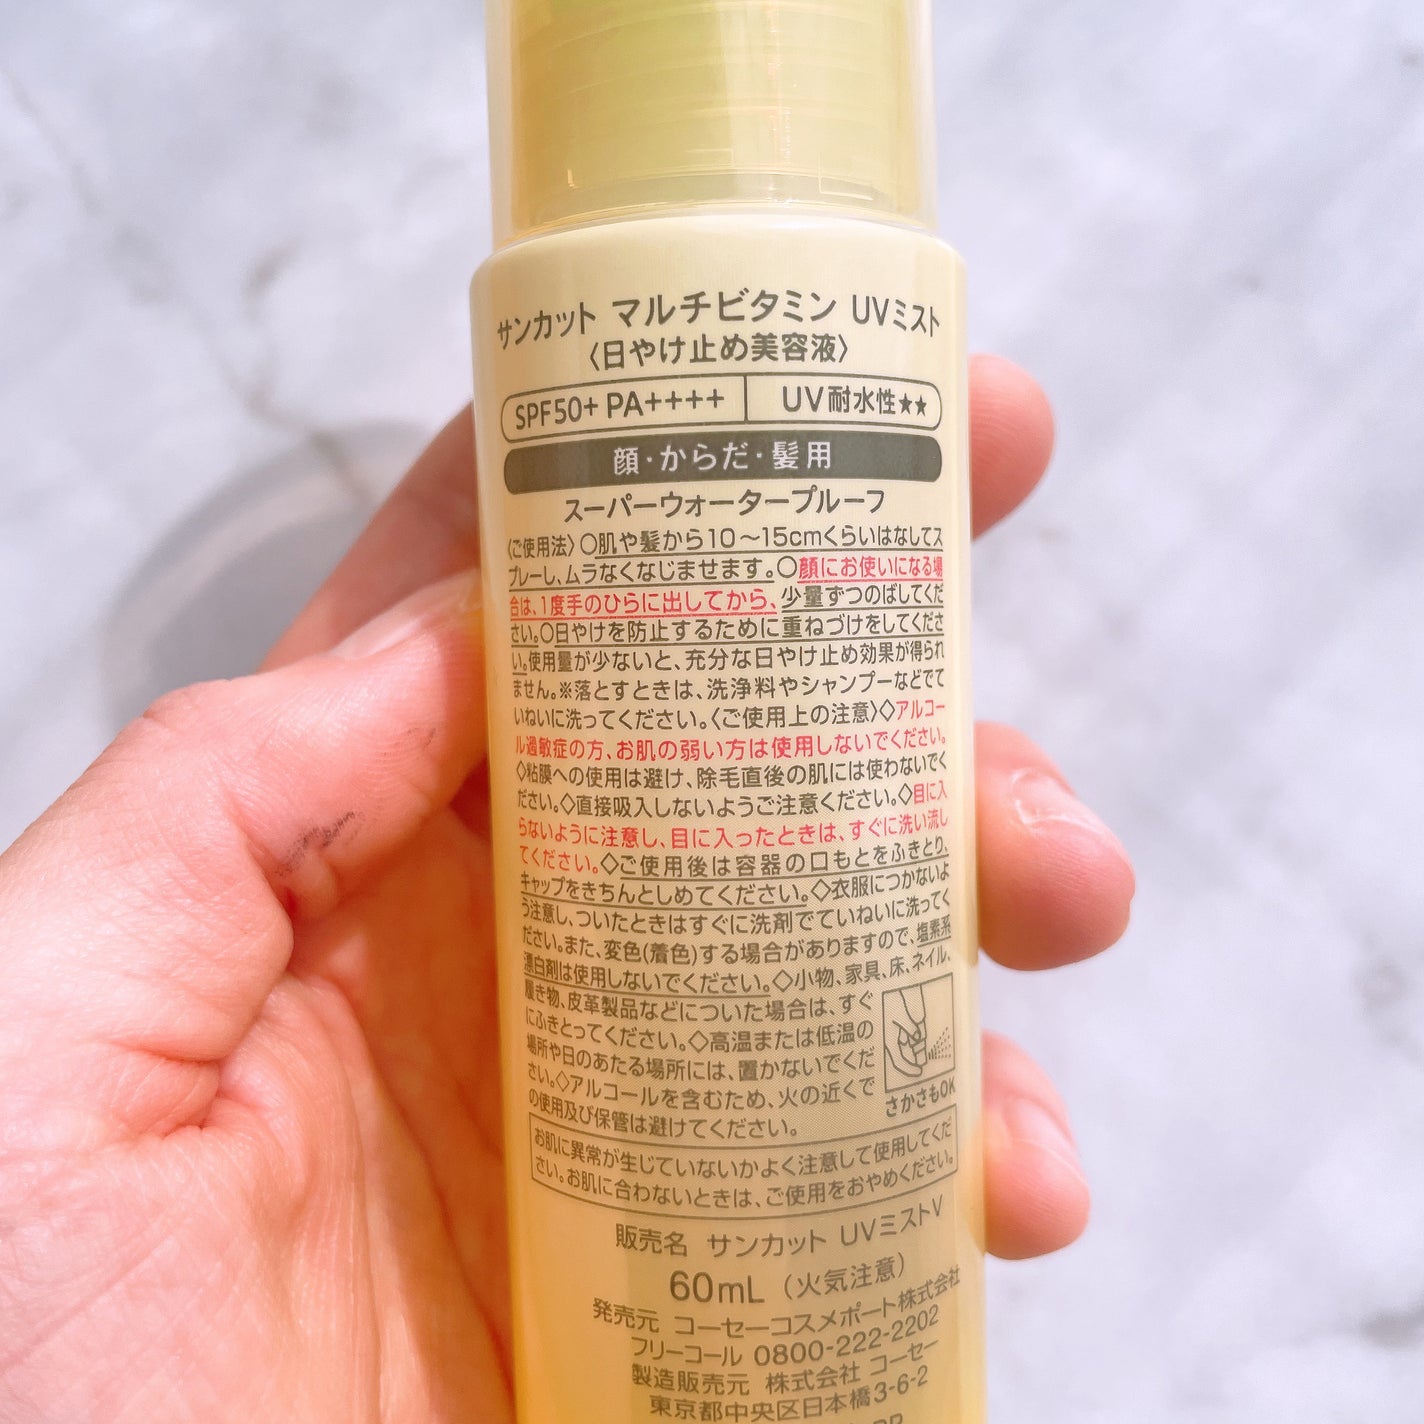 サンカット マルチビタミン UVミスト
〈日やけ止め美容液〉
SPF50+ PA++++ UV耐水性★★
顔・からだ・髪用
スーパーウォータープルーフ
〈ご使用法〉○肌や髪から10～15cmくらいはなしてス
プレーし、ムラなくなじませます。○顔にお使いになる場
合は、1度手のひらに出してから、少量ずつのばしてくだ
さい。○日やけを防止するために重ねづけをしてくださ
い。使用量が少ないと、充分な日やけ止め効果が得られ
ません。※落とすときは、洗浄料やシャンプーなどでて
いねいに洗ってください。〈ご使用上の注意〉◇アルコー
ル過敏症の方、お肌の弱い方は使用しないでください。
◇粘膜への使用は避け、除毛直後の肌には使わないでく
ださい。◇直接吸入しないようご注意ください。◇目に入
らないように注意し、目に入ったときは、すぐに洗い流し
てください。◇ご使用後は容器の口もとをふきとり、
キャップをきちんとしめてください。◇衣服につかないよ
う注意し、ついたときはすぐに洗剤でていねいに洗ってく
ださい。また、変色(着色)する場合がありますので、塩素系
漂白剤は使用しないでください。◇小物、家具、床、ネイル、
履き物、皮革製品などについた場合は、すぐ
にふきとってください。◇高温または低温の
場所や日のあたる場所には、置かないでくだ
さい。◇アルコールを含むため、火の近くで
の使用及び保管は避けてください。
さかさもOK
お肌に異常が生じていないかよく注意して使用してくだ
さい。お肌に合わないときは、ご使用をおやめください。
販売名 サンカット UVミストV
60mL（火気注意）
発売元 コーセーコスメポート株式会社
フリーコール 0800-222-2202
製造販売元 株式会社 コーセー
東京都中央区日本橋3-6-2